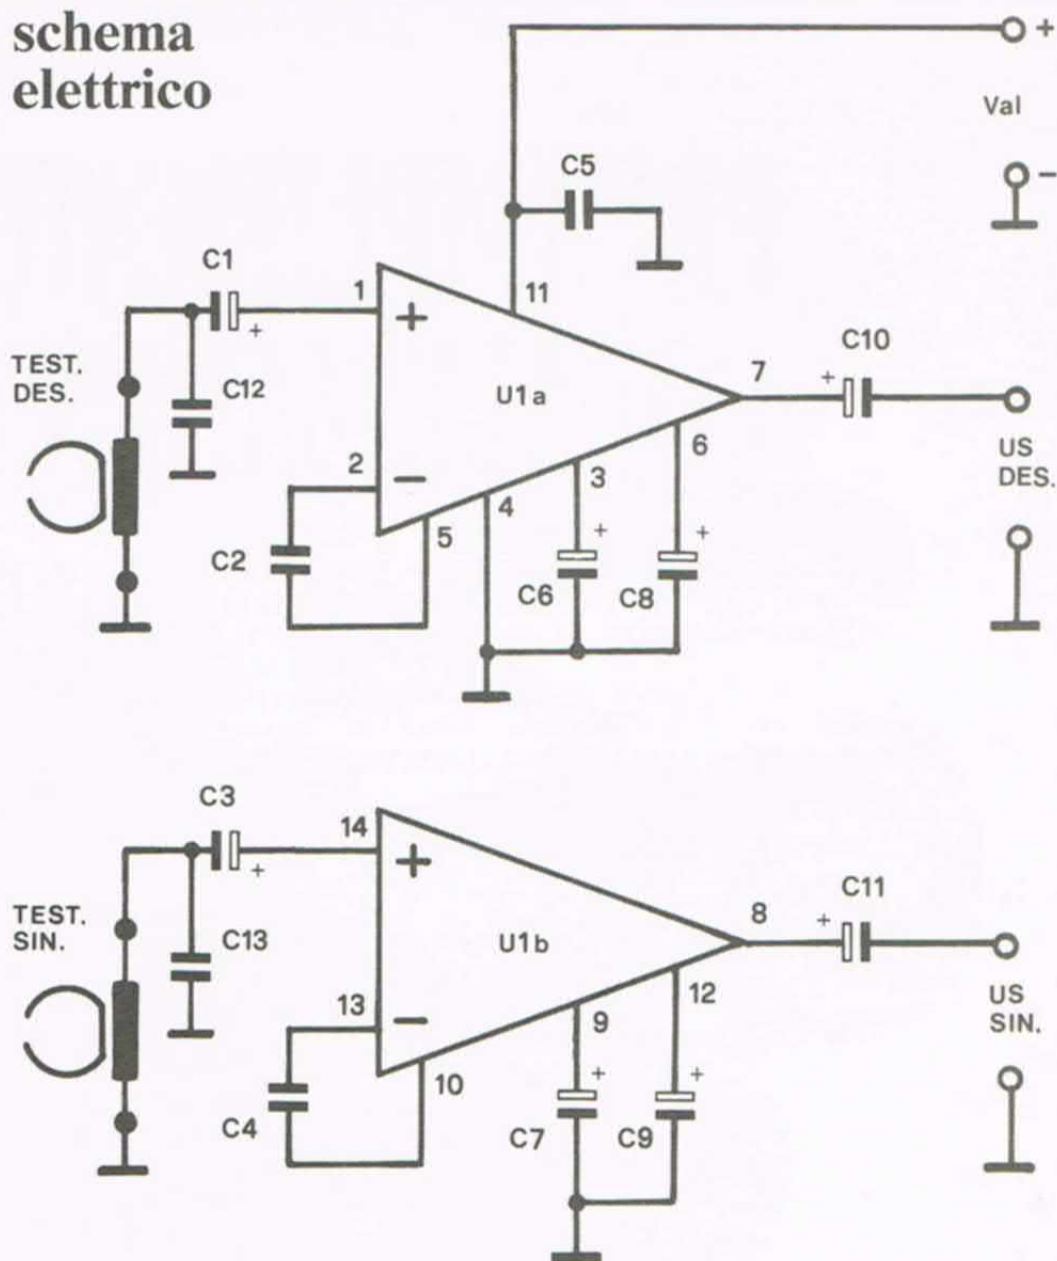 schema
elettrico
+
Val
−
C5
C1
1
+
11
+
TEST.
DES.
C12
U1a
7
C10
+
2
−
6
US
DES.
3
4
5
C2
+
+
C6
C8
C3
14
+
+
TEST.
SIN.
C13
U1b
8
C11
+
13
−
12
US
SIN.
9
10
C4
+
+
C7
C9